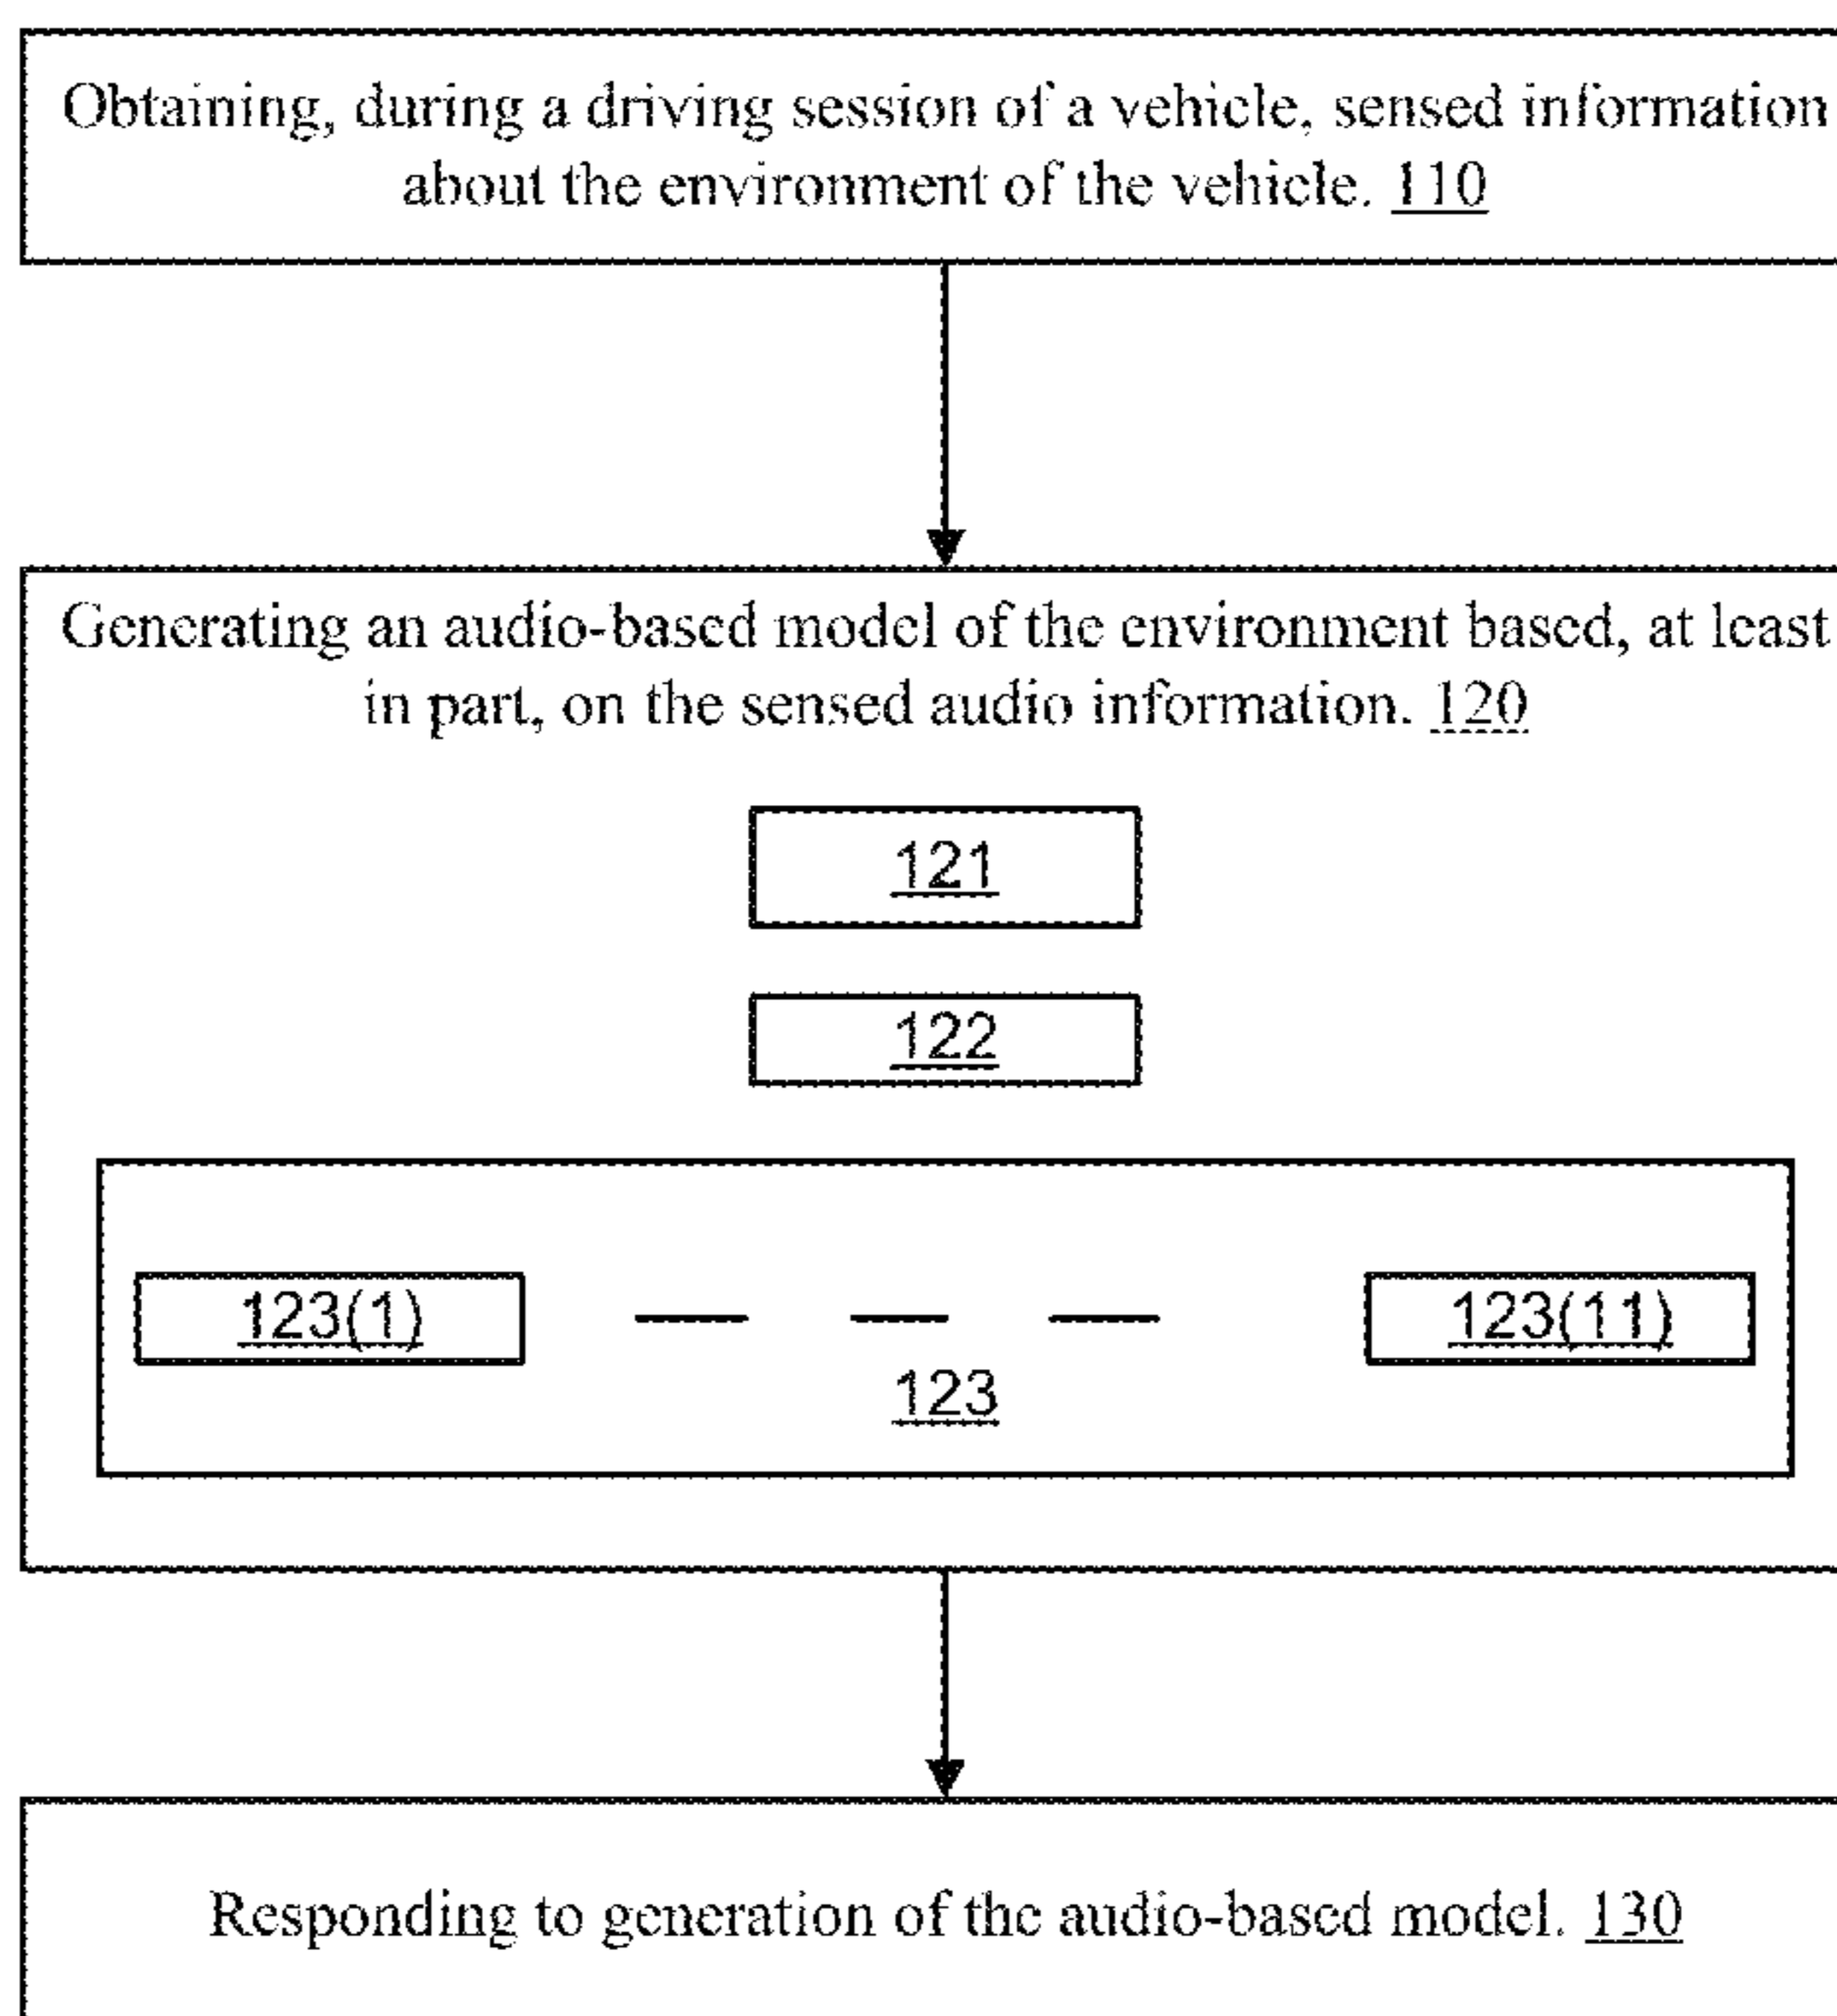 Obtaining, during a driving session of a vehicle, sensed information
about the environment of the vehicle. 110
Generating an audio-based model of the environment based, at least
in part, on the sensed audio information. 120
121
122
123(1)
123(11)
123
Responding to generation of the audio-based model. 130